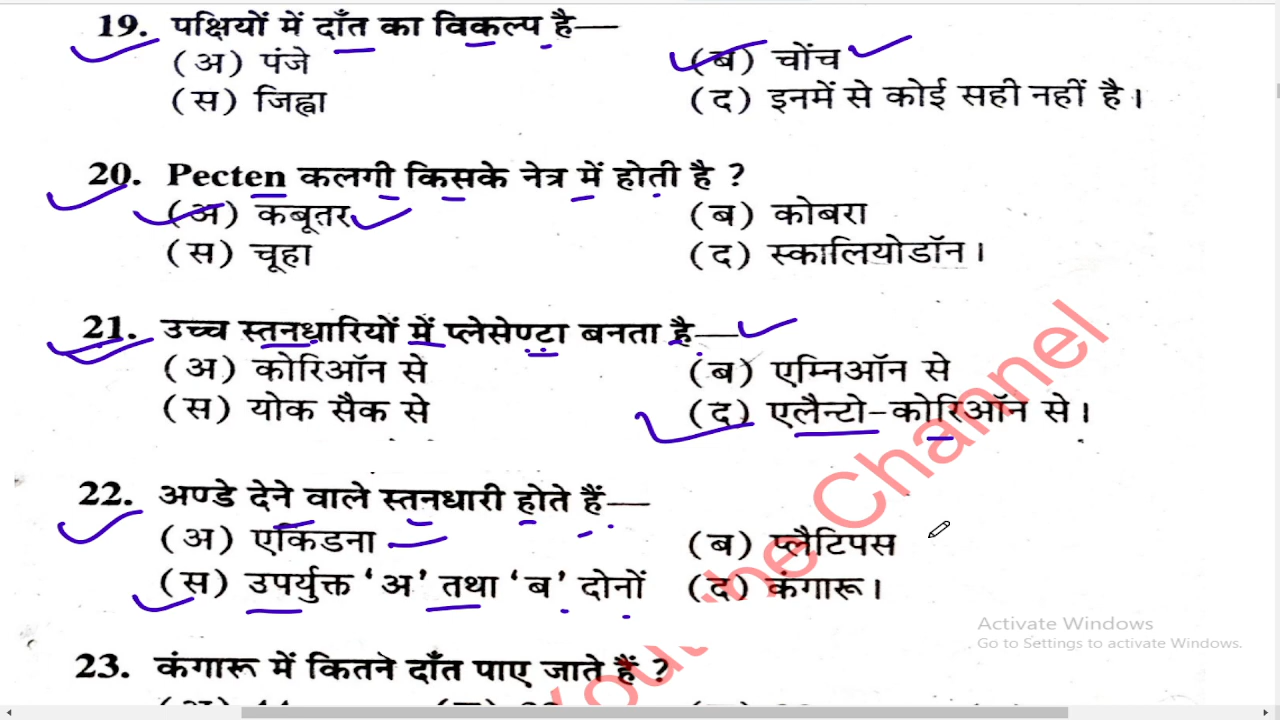 19. पक्षियों में दाँत का विकल्प है—
(अ) पंजे (ब) चोंच
(स) जिह्वा (द) इनमें से कोई सही नहीं है।
20. Pecten कलगी किसके नेत्र में होती है ?
(अ) कबूतर (ब) कोबरा
(स) चूहा (द) स्कालियोडॉन।
21. उच्च स्तनधारियों में प्लेसेण्टा बनता है—
(अ) कोरिऑन से (ब) एम्निऑन से
(स) योक सैक से (द) एलैन्टो-कोरिऑन से।
22. अण्डे देने वाले स्तनधारी होते हैं—
(अ) एकिडना (ब) प्लैटिपस
(स) उपर्युक्त ‘अ’ तथा ‘ब’ दोनों (द) कंगारू।
23. कंगारू में कितने दाँत पाए जाते हैं ?
Channel
Activate Windows
Go to Settings to activate Windows.